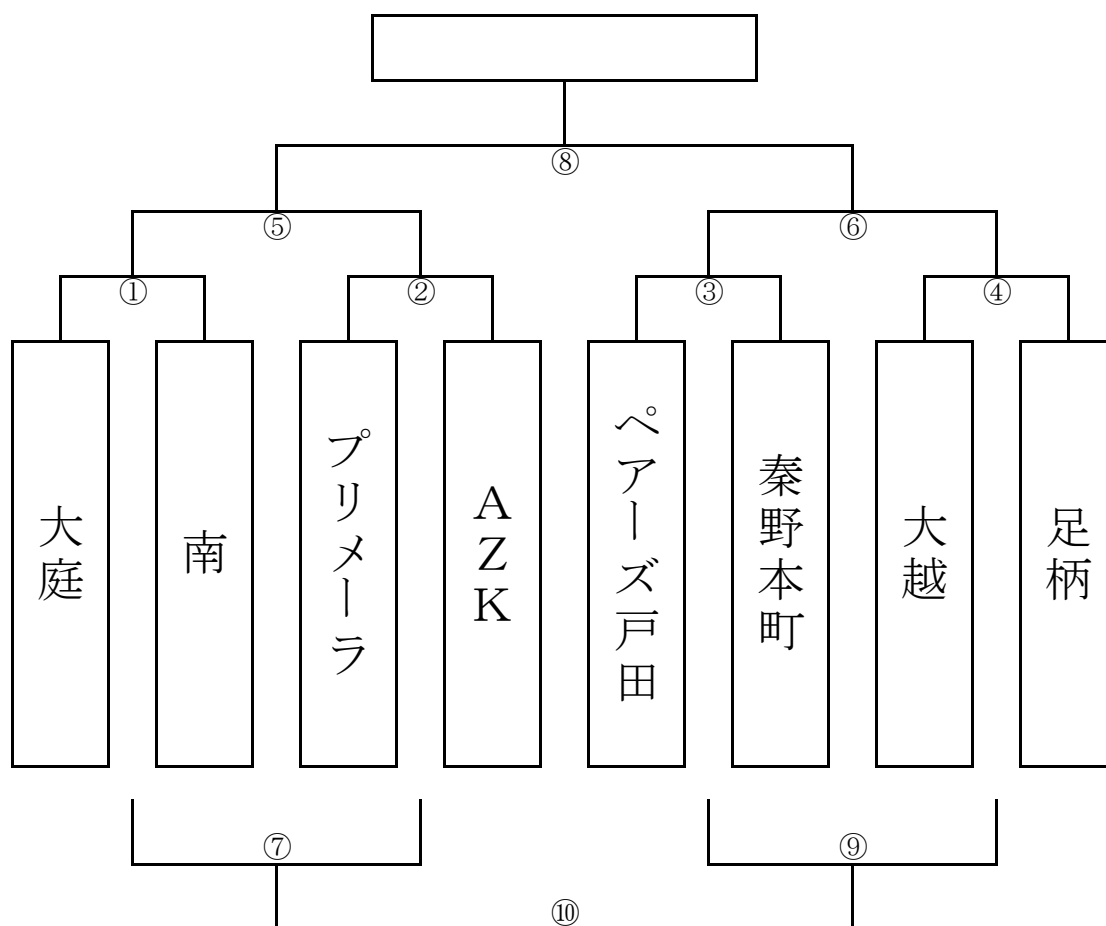 ⑧
⑤
⑥
①
②
③
④
大庭
南
プリメーラ
AZK
ペアーズ戸田
秦野本町
大越
足柄
⑦
⑨
⑩